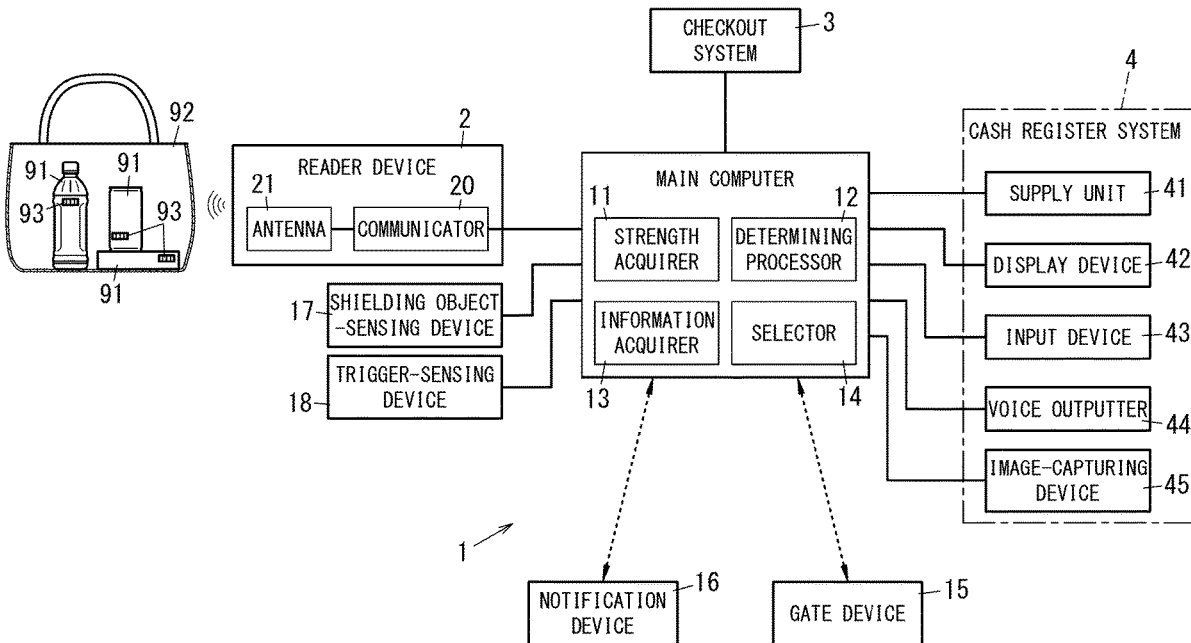 3
CHECKOUT
SYSTEM
4
CASH REGISTER SYSTEM
92
91
91
93
93
91
2
READER DEVICE
21
20
ANTENNA
COMMUNICATOR
MAIN COMPUTER
11
12
STRENGTH
ACQUIRER
DETERMINING
PROCESSOR
INFORMATION
ACQUIRER
SELECTOR
13
14
17
SHIELDING OBJECT
-SENSING DEVICE
18
TRIGGER-SENSING
DEVICE
SUPPLY UNIT
41
DISPLAY DEVICE
42
INPUT DEVICE
43
VOICE OUTPUTTER
44
IMAGE-CAPTURING
DEVICE
45
1
16
NOTIFICATION
DEVICE
15
GATE DEVICE